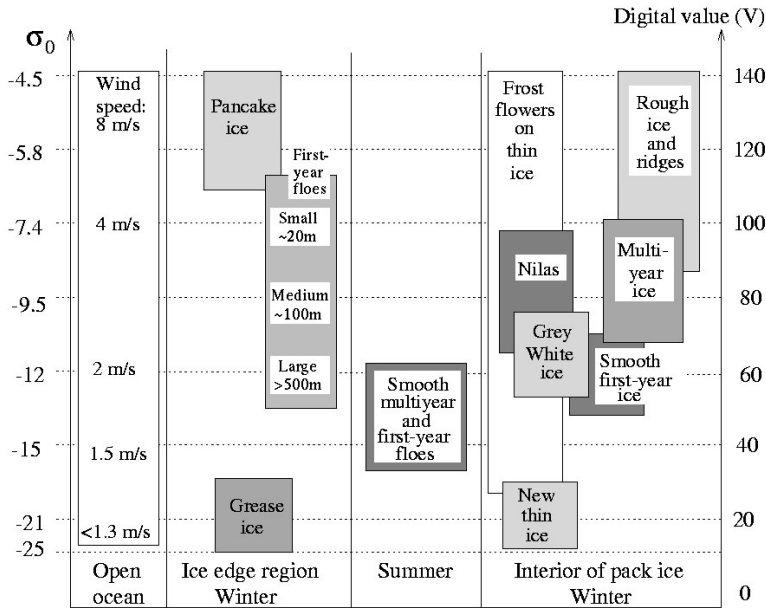 Digital value (V)
σ0
-4.5
-5.8
-7.4
-9.5
-12
-15
-21
-25
Wind
speed:
8 m/s
4 m/s
2 m/s
1.5 m/s
<1.3 m/s
Pancake
ice
First-
year
floes
Small
~20m
Medium
~100m
Large
>500m
Grease
ice
Smooth
multiyear
and
first-year
floes
Frost
flowers
on
thin
ice
Nilas
Grey
White
ice
New
thin
ice
Rough
ice
and
ridges
Multi-
year
ice
Smooth
first-year
ice
140
120
100
80
60
40
20
0
Open
ocean
Ice edge region
Winter
Summer
Interior of pack ice
Winter